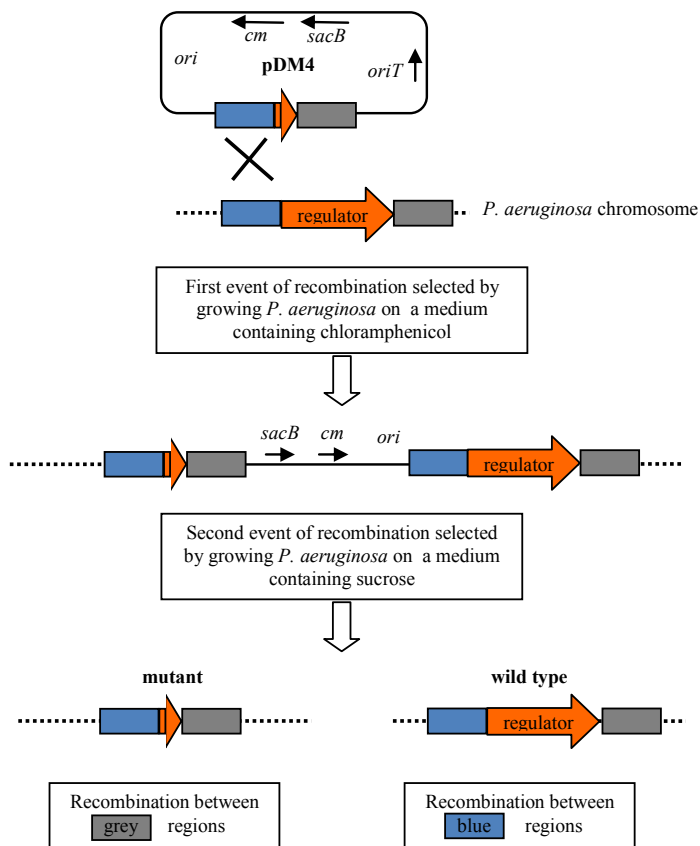 cm sacB
ori pDM4 oriT
regulator P. aeruginosa chromosome
First event of recombination selected by
growing P. aeruginosa on a medium
containing chloramphenicol
sacB cm ori
regulator
Second event of recombination selected
by growing P. aeruginosa on a medium
containing sucrose
mutant wild type
regulator
Recombination between
grey regions
Recombination between
blue regions